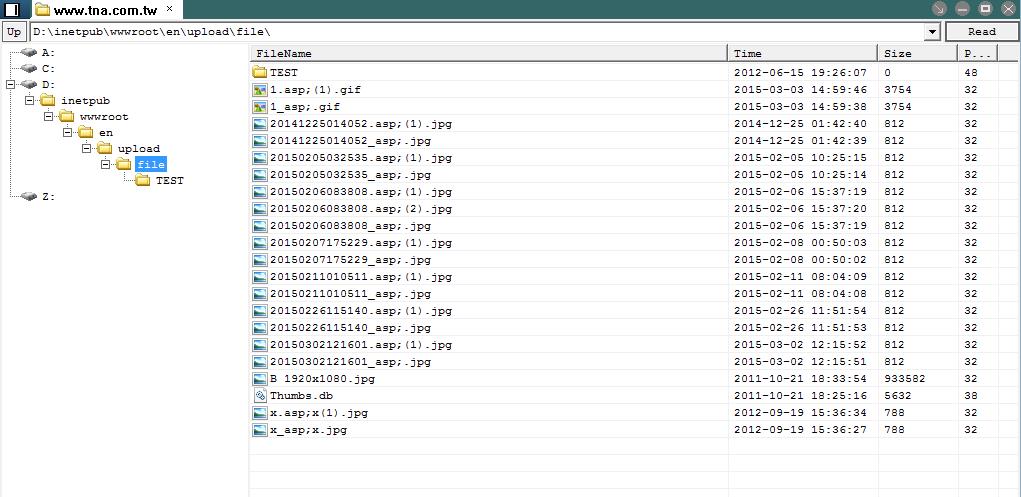 www.tna.com.tw
Up D:\inetpub\wwwroot\en\upload\file\ Read
A:
C:
D:
inetpub
wwwroot
en
upload
file
TEST
Z:
FileName Time Size P...
TEST 2012-06-15 19:26:07 0 48
1.asp;(1).gif 2015-03-03 14:59:46 3754 32
1_asp;.gif 2015-03-03 14:59:38 3754 32
20141225014052.asp;(1).jpg 2014-12-25 01:42:40 812 32
20141225014052_asp;.jpg 2014-12-25 01:42:39 812 32
20150205032535.asp;(1).jpg 2015-02-05 10:25:15 812 32
20150205032535_asp;.jpg 2015-02-05 10:25:14 812 32
20150206083808.asp;(1).jpg 2015-02-06 15:37:19 812 32
20150206083808.asp;(2).jpg 2015-02-06 15:37:20 812 32
20150206083808_asp;.jpg 2015-02-06 15:37:19 812 32
20150207175229.asp;(1).jpg 2015-02-08 00:50:03 812 32
20150207175229_asp;.jpg 2015-02-08 00:50:02 812 32
20150211010511.asp;(1).jpg 2015-02-11 08:04:09 812 32
20150211010511_asp;.jpg 2015-02-11 08:04:08 812 32
20150226115140.asp;(1).jpg 2015-02-26 11:51:54 812 32
20150226115140_asp;.jpg 2015-02-26 11:51:53 812 32
20150302121601.asp;(1).jpg 2015-03-02 12:15:52 812 32
20150302121601_asp;.jpg 2015-03-02 12:15:51 812 32
B 1920x1080.jpg 2011-10-21 18:33:54 933582 32
Thumbs.db 2011-10-21 18:25:16 5632 38
x.asp;x(1).jpg 2012-09-19 15:36:34 788 32
x_asp;x.jpg 2012-09-19 15:36:27 788 32